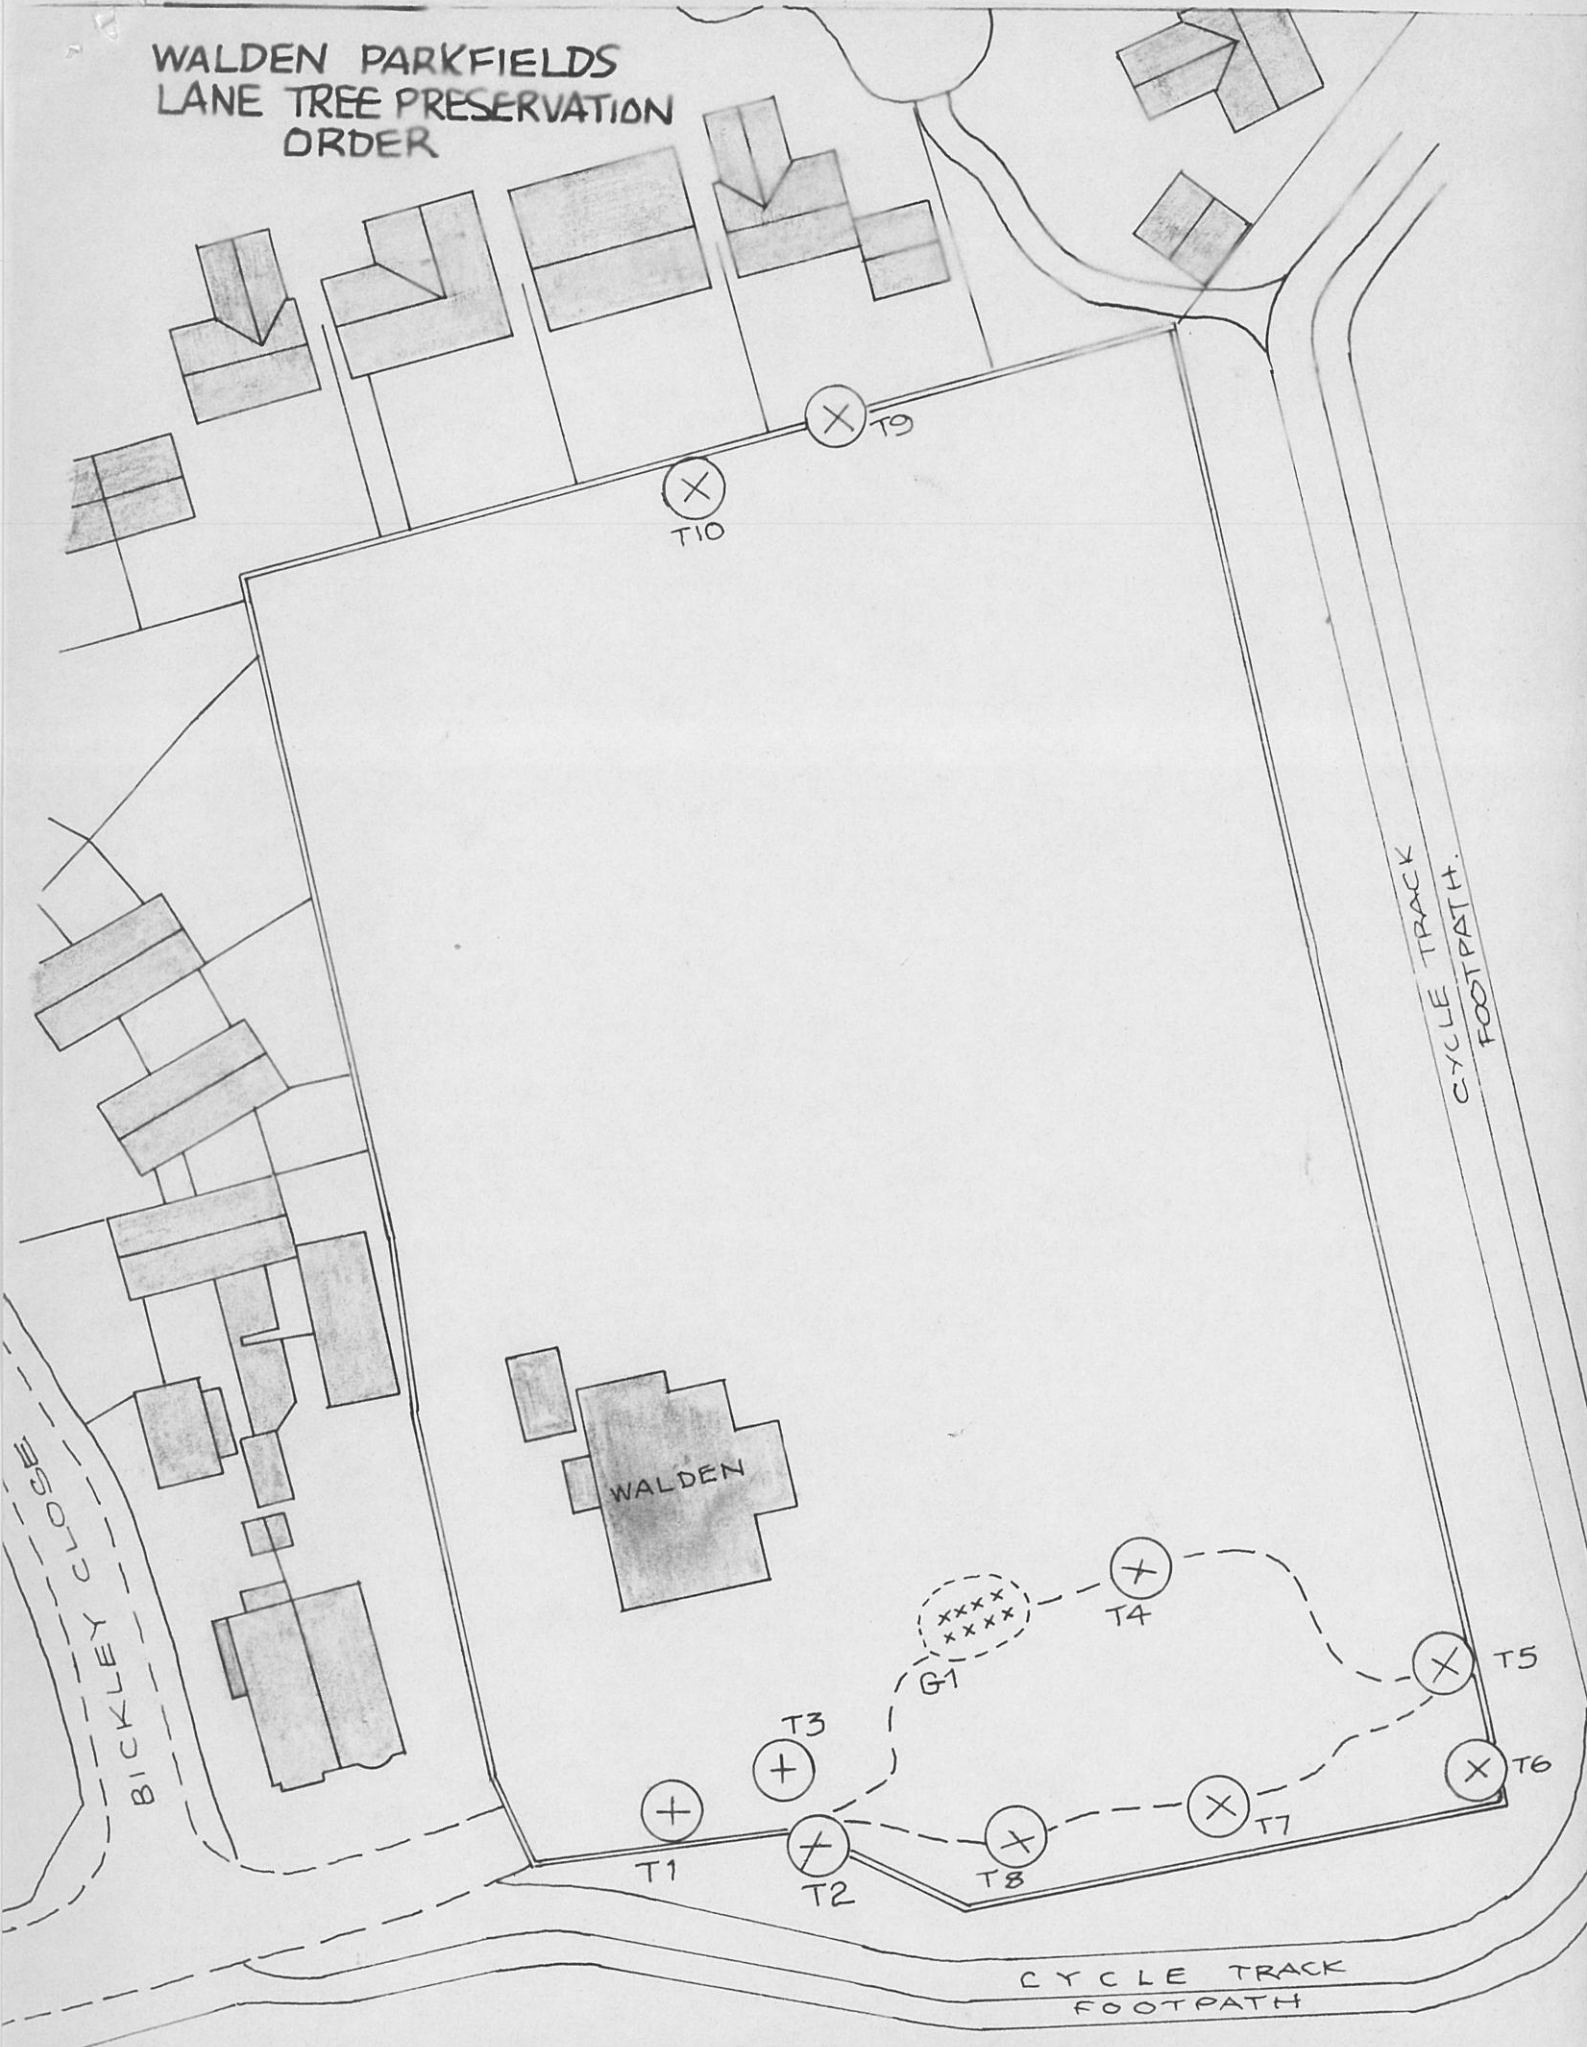 WALDEN PARKFIELDS
LANE TREE PRESERVATION
ORDER
T9
T10
CYCLE TRACK
FOOTPATH.
WALDEN
BICKLEY CLOSE
T4
G1
T5
T3
T6
T7
T1
T8
T2
CYCLE TRACK
FOOTPATH